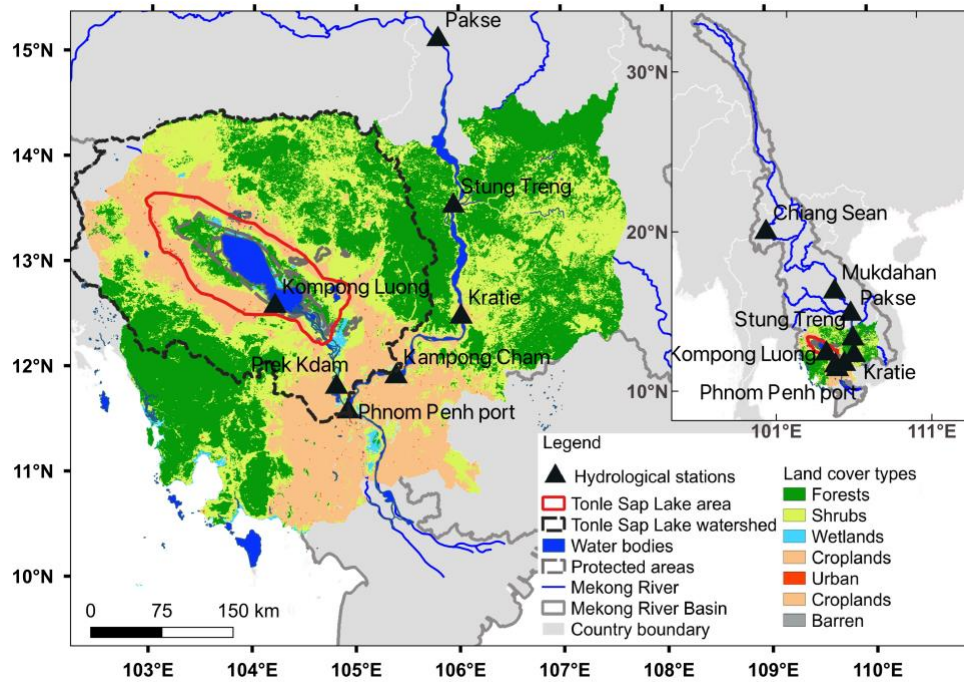 Pakse
15°N
30°N
14°N
Stung Treng
20°N
Chiang Sean
13°N
Mukdahan
Kompong Luong
Kratie
Pakse
Stung Treng
12°N
Prek Kdam
Kampong Cham
Kompong Luong
Kratie
Phnom Penh port
10°N
Phnom Penh port
101°E
111°E
11°N
Legend
Hydrological stations
Tonle Sap Lake area
Tonle Sap Lake watershed
Water bodies
Protected areas
Mekong River
Mekong River Basin
Country boundary
Land cover types
Forests
Shrubs
Wetlands
Croplands
Urban
Croplands
Barren
10°N
0 75 150 km
103°E 104°E 105°E 106°E 107°E 108°E 109°E 110°E